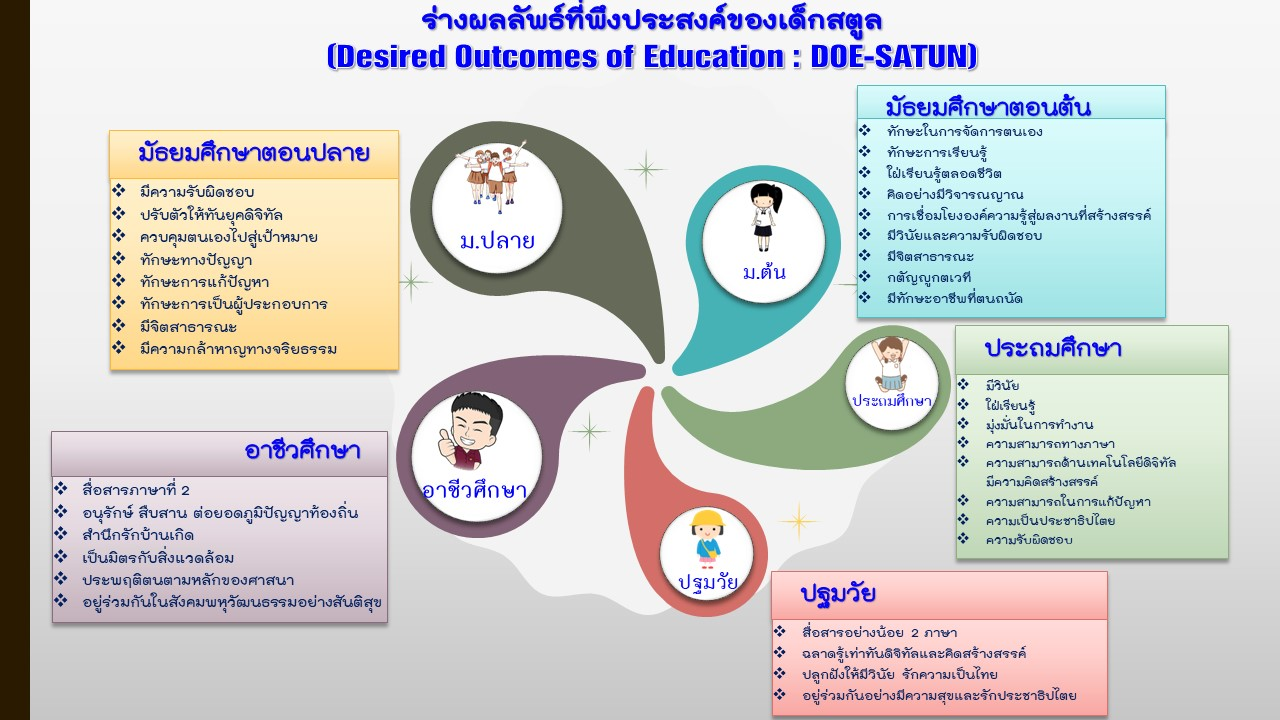 ร่างผลลัพธ์ที่พึงประสงค์ของเด็กสตูล
(Desired Outcomes of Education : DOE-SATUN)
มัธยมศึกษาตอนปลาย
❖ มีความรับผิดชอบ
❖ ปรับตัวให้ทันยุคดิจิทัล
❖ ควบคุมตนเองไปสู่เป้าหมาย
❖ ทักษะทางปัญญา
❖ ทักษะการแก้ปัญหา
❖ ทักษะการเป็นผู้ประกอบการ
❖ มีจิตสาธารณะ
❖ มีความกล้าหาญทางจริยธรรม
ม.ปลาย
ม.ต้น
มัธยมศึกษาตอนต้น
❖ ทักษะในการจัดการตนเอง
❖ ทักษะการเรียนรู้
❖ ใฝ่เรียนรู้ตลอดชีวิต
❖ คิดอย่างมีวิจารณญาณ
❖ การเชื่อมโยงองค์ความรู้สู่ผลงานที่สร้างสรรค์
❖ มีวินัยและความรับผิดชอบ
❖ มีจิตสาธารณะ
❖ กตัญญูกตเวที
❖ มีทักษะอาชีพที่ตนถนัด
ประถมศึกษา
ประถมศึกษา
❖ มีวินัย
❖ ใฝ่เรียนรู้
❖ มุ่งมั่นในการทำงาน
❖ ความสามารถทางภาษา
❖ ความสามารถด้านเทคโนโลยีดิจิทัล
มีความคิดสร้างสรรค์
❖ ความสามารถในการแก้ปัญหา
❖ ความเป็นประชาธิปไตย
❖ ความรับผิดชอบ
อาชีวศึกษา
❖ สื่อสารภาษาที่ 2
❖ อนุรักษ์ สืบสาน ต่อยอดภูมิปัญญาท้องถิ่น
❖ สำนึกรักบ้านเกิด
❖ เป็นมิตรกับสิ่งแวดล้อม
❖ ประพฤติตนตามหลักของศาสนา
❖ อยู่ร่วมกันในสังคมพหุวัฒนธรรมอย่างสันติสุข
อาชีวศึกษา
ปฐมวัย
ปฐมวัย
❖ สื่อสารอย่างน้อย 2 ภาษา
❖ ฉลาดรู้เท่าทันดิจิทัลและคิดสร้างสรรค์
❖ ปลูกฝังให้มีวินัย รักความเป็นไทย
❖ อยู่ร่วมกันอย่างมีความสุขและรักประชาธิปไตย